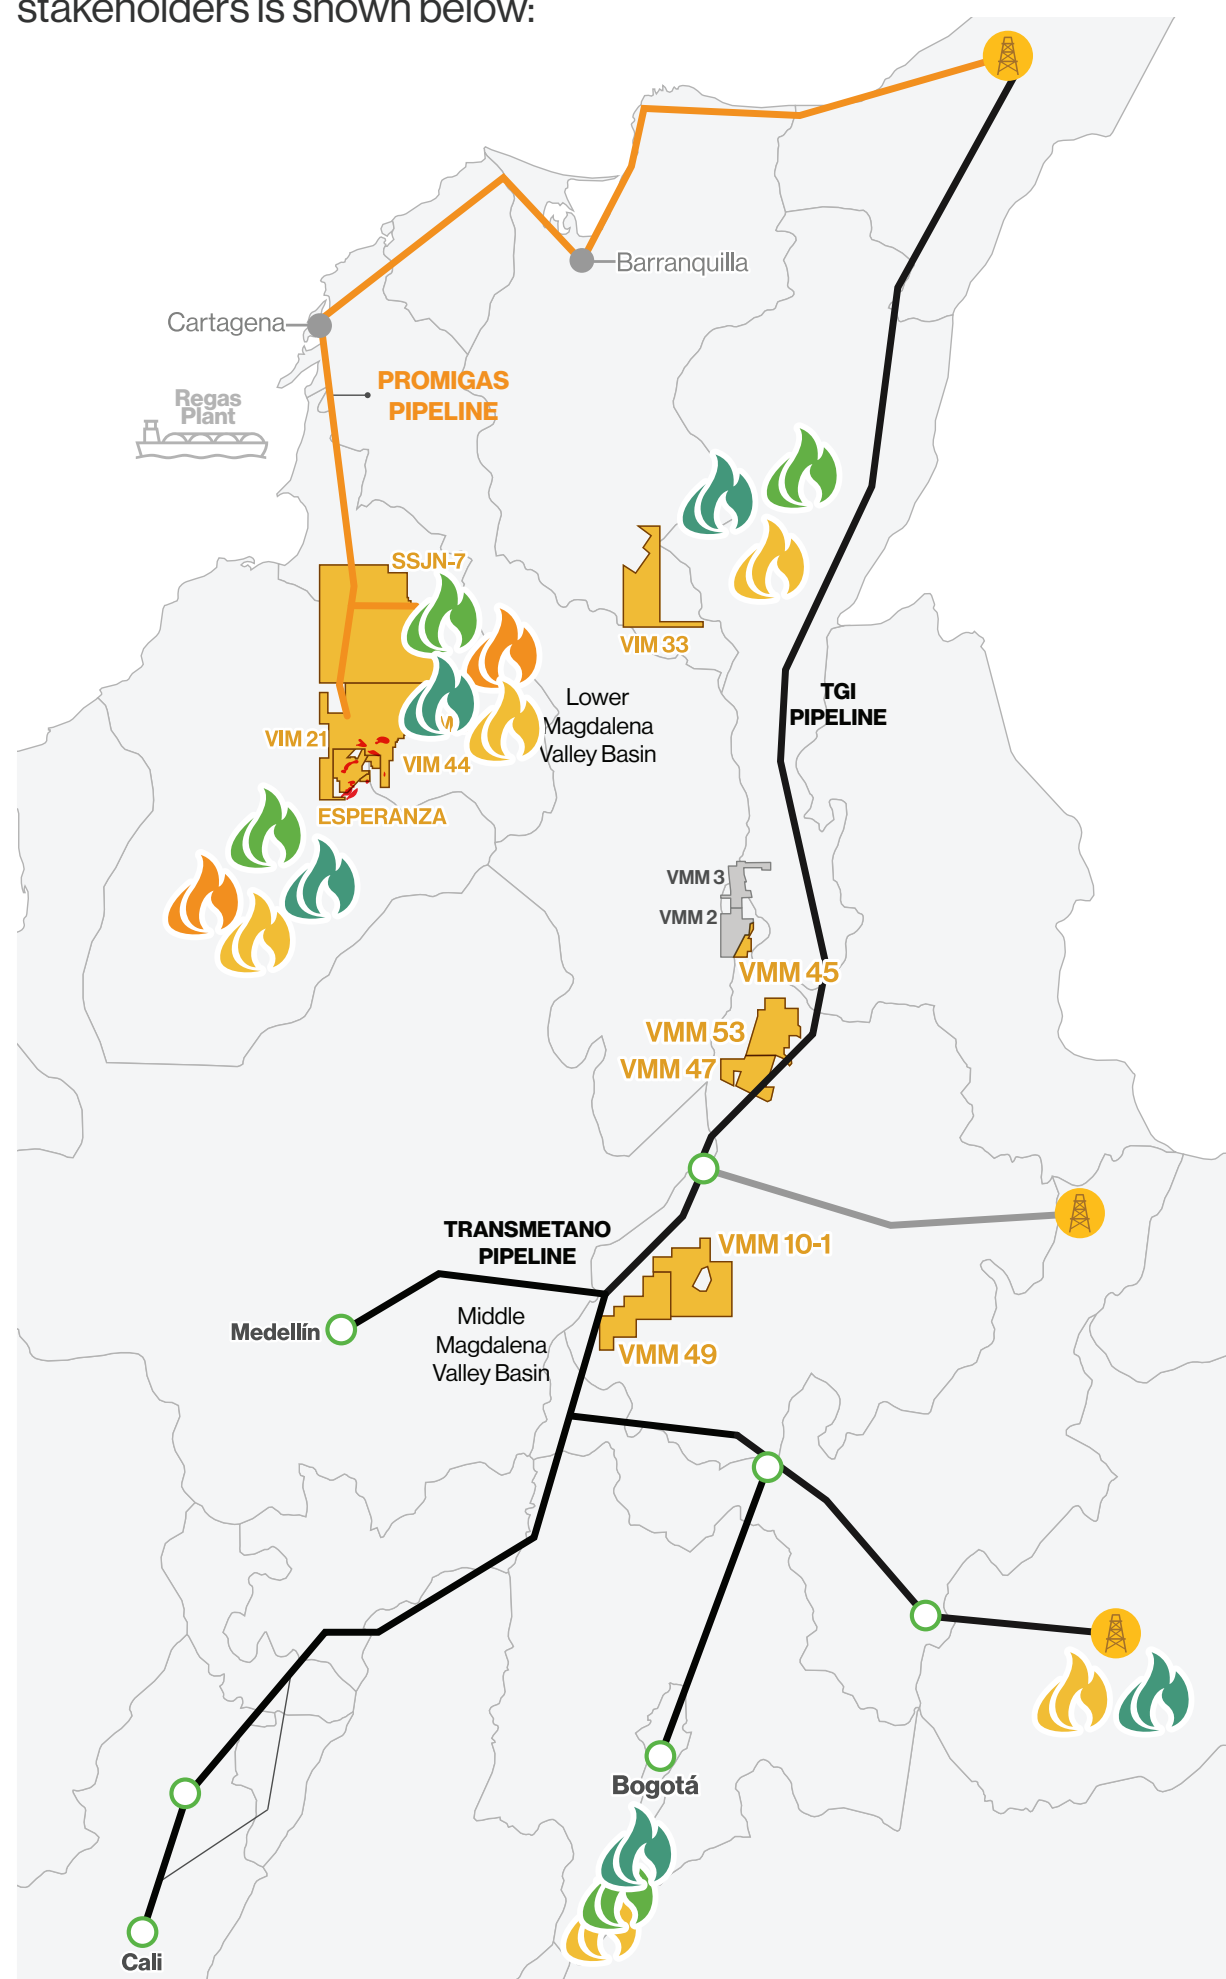 stakeholders is shown below:
Barranquilla
Cartagena
PROMIGAS
PIPELINE
Regas
Plant
SSJN-7
VIM 33
Lower
Magdalena
Valley Basin
TGI
PIPELINE
VIM 21
VIM 44
ESPERANZA
VMM 3
VMM 2
VMM 45
VMM 53
VMM 47
TRANSMETANO
PIPELINE
VMM 10-1
Medellín
Middle
Magdalena
Valley Basin
VMM 49
Bogotá
Cali